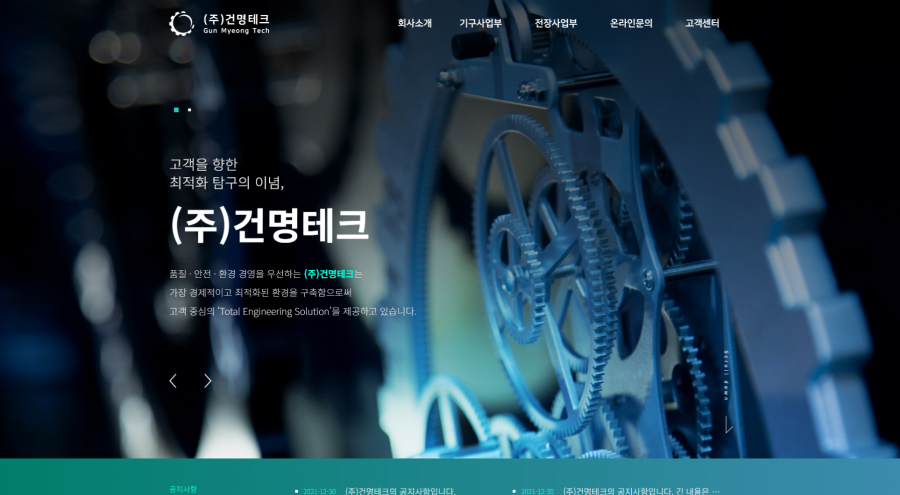 (주)건명테크
Gun Myeong Tech
회사소개 기구사업부 전장사업부 온라인문의 고객센터
고객을 향한
최적화 탐구의 이념,
(주)건명테크
품질 · 안전 · 환경 경영을 우선하는 (주)건명테크는
가장 경제적이고 최적화된 환경을 구축함으로써
고객 중심의 'Total Engineering Solution'을 제공하고 있습니다.
Scroll down
공지사항
2021-12-30 (주)건명테크의 공지사항입니다.
2021-12-30 (주)건명테크의 공지사항입니다. 긴 내용은 ···